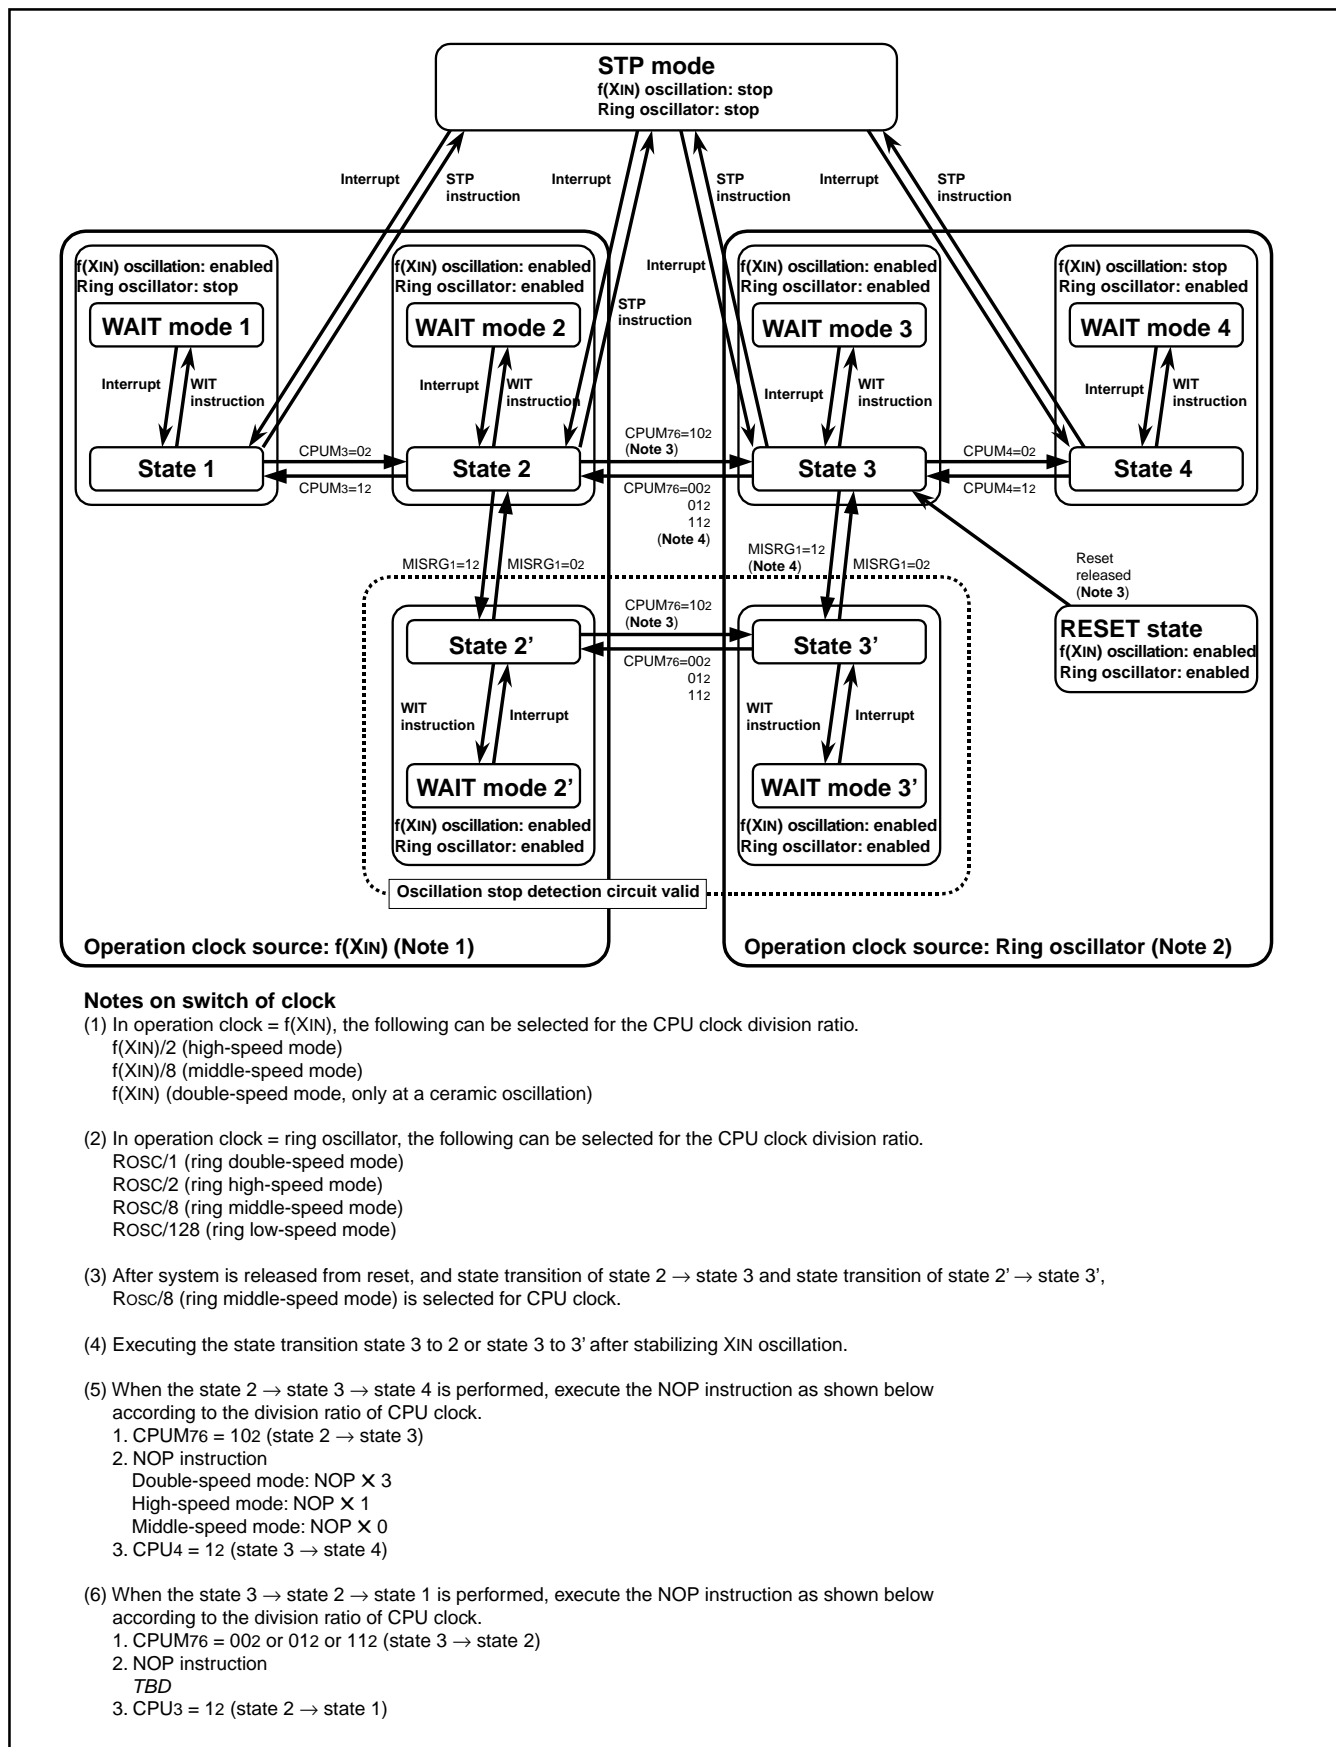 STP mode
f(XIN) oscillation: stop
Ring oscillator: stop
Interrupt
STP
instruction
Interrupt
STP
instruction
Interrupt
STP
instruction
Interrupt
STP
instruction
f(XIN) oscillation: enabled
Ring oscillator: stop
WAIT mode 1
Interrupt
WIT
instruction
State 1
CPUM3=02
CPUM3=12
f(XIN) oscillation: enabled
Ring oscillator: enabled
WAIT mode 2
Interrupt
WIT
instruction
State 2
CPUM76=102
(Note 3)
CPUM76=002
012
112
(Note 4)
f(XIN) oscillation: enabled
Ring oscillator: enabled
WAIT mode 3
Interrupt
WIT
instruction
State 3
CPUM4=02
CPUM4=12
f(XIN) oscillation: stop
Ring oscillator: enabled
WAIT mode 4
Interrupt
WIT
instruction
State 4
MISRG1=12
MISRG1=02
MISRG1=12
(Note 4)
MISRG1=02
Reset
released
(Note 3)
RESET state
f(XIN) oscillation: enabled
Ring oscillator: enabled
State 2'
CPUM76=102
(Note 3)
CPUM76=002
012
112
State 3'
WIT
instruction
Interrupt
WIT
instruction
Interrupt
WAIT mode 2'
f(XIN) oscillation: enabled
Ring oscillator: enabled
WAIT mode 3'
f(XIN) oscillation: enabled
Ring oscillator: enabled
Oscillation stop detection circuit valid
Operation clock source: f(XIN) (Note 1)
Operation clock source: Ring oscillator (Note 2)
Notes on switch of clock
(1) In operation clock = f(XIN), the following can be selected for the CPU clock division ratio.
f(XIN)/2 (high-speed mode)
f(XIN)/8 (middle-speed mode)
f(XIN) (double-speed mode, only at a ceramic oscillation)
(2) In operation clock = ring oscillator, the following can be selected for the CPU clock division ratio.
ROSC/1 (ring double-speed mode)
ROSC/2 (ring high-speed mode)
ROSC/8 (ring middle-speed mode)
ROSC/128 (ring low-speed mode)
(3) After system is released from reset, and state transition of state 2 → state 3 and state transition of state 2' → state 3',
ROSC/8 (ring middle-speed mode) is selected for CPU clock.
(4) Executing the state transition state 3 to 2 or state 3 to 3' after stabilizing XIN oscillation.
(5) When the state 2 → state 3 → state 4 is performed, execute the NOP instruction as shown below
according to the division ratio of CPU clock.
1. CPUM76 = 102 (state 2 → state 3)
2. NOP instruction
Double-speed mode: NOP ✕ 3
High-speed mode: NOP ✕ 1
Middle-speed mode: NOP ✕ 0
3. CPU4 = 12 (state 3 → state 4)
(6) When the state 3 → state 2 → state 1 is performed, execute the NOP instruction as shown below
according to the division ratio of CPU clock.
1. CPUM76 = 002 or 012 or 112 (state 3 → state 2)
2. NOP instruction
TBD
3. CPU3 = 12 (state 2 → state 1)